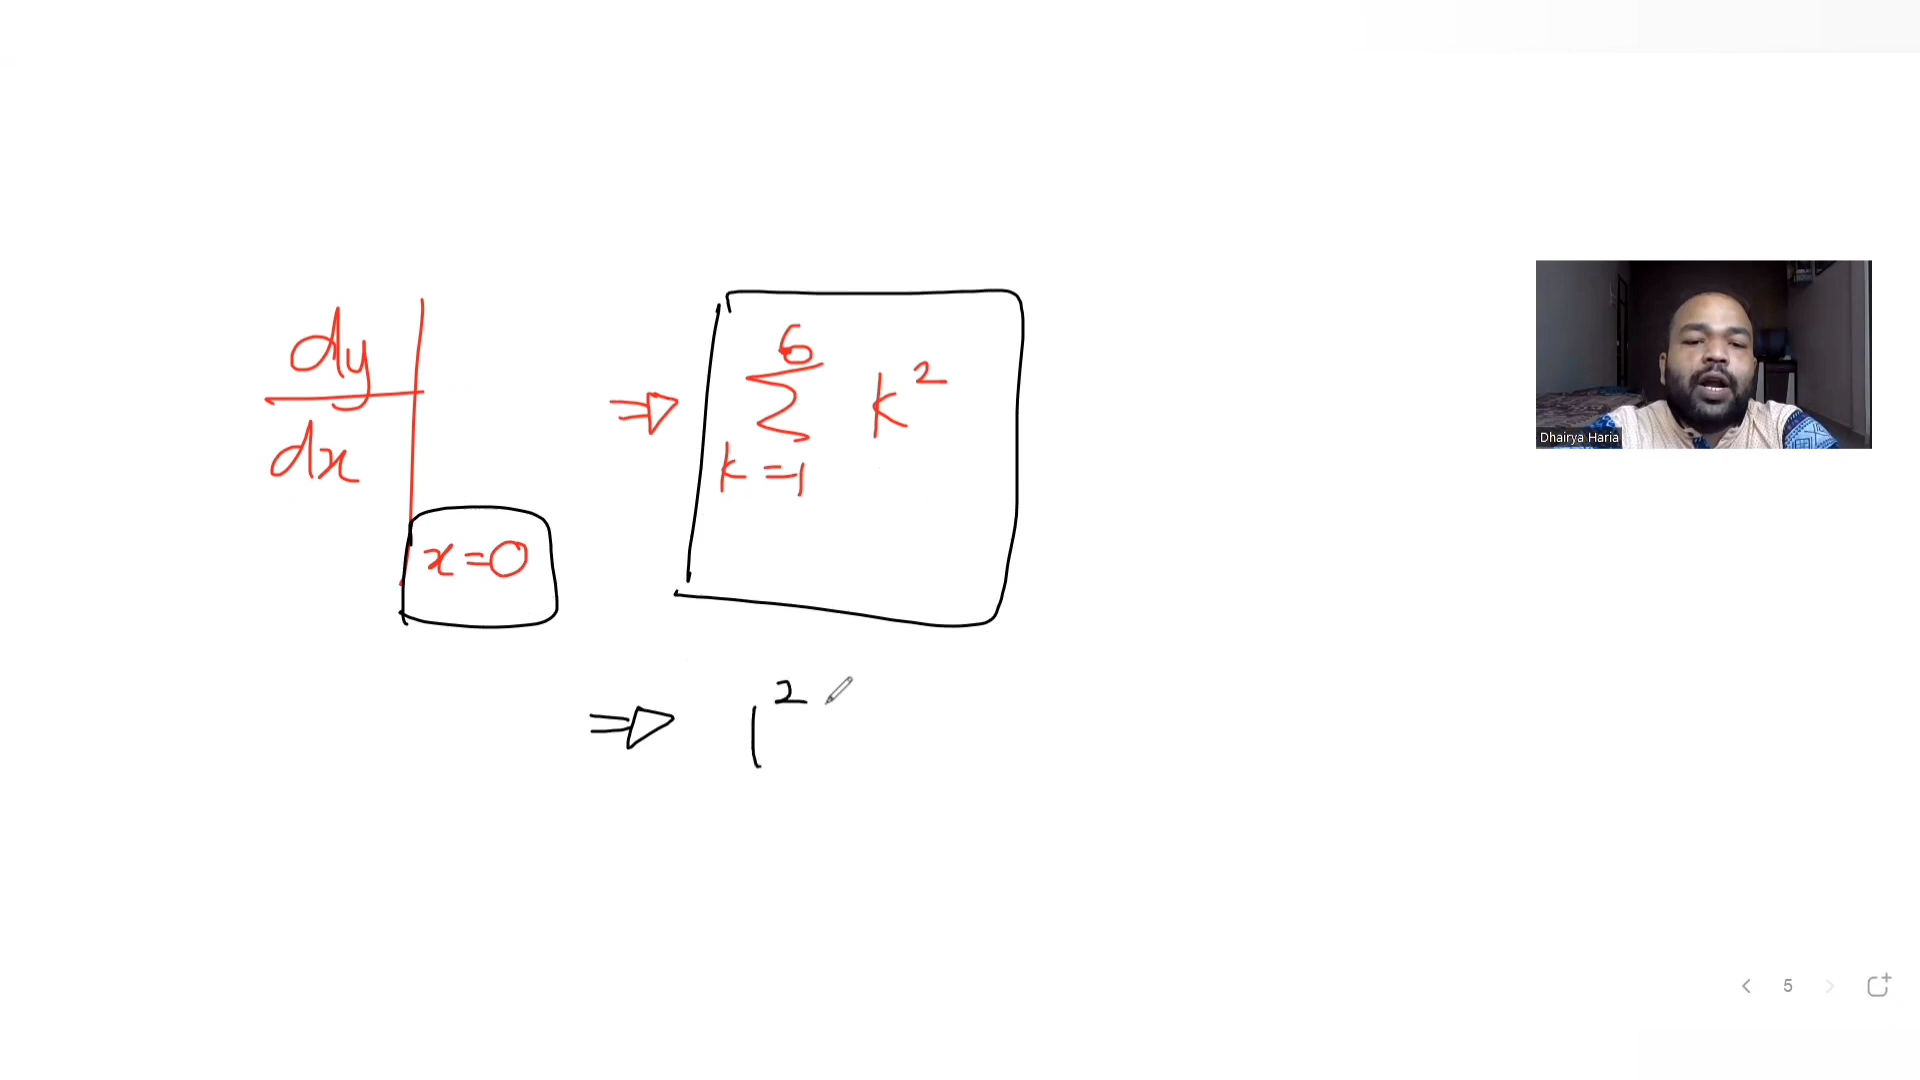 dy/dx | x=0 ⇒ ∑_{k=1}^{6} k²
⇒ 1²
Dhairya Haria
5